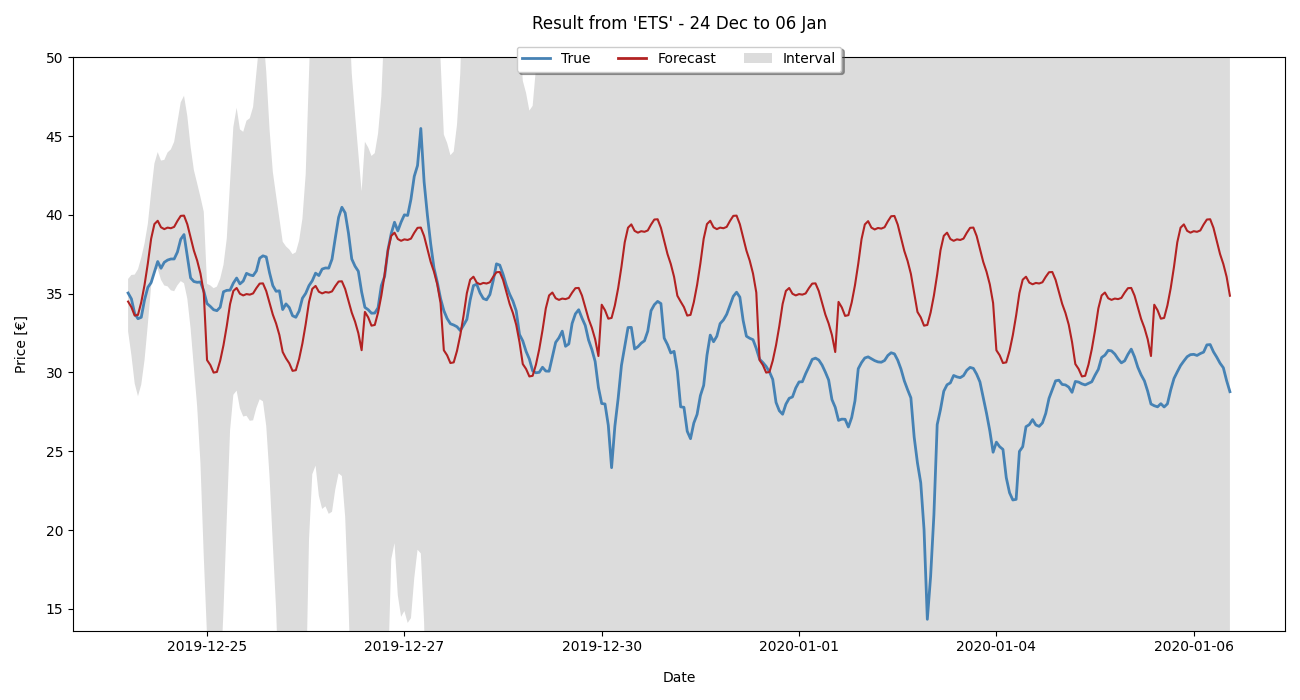 Result from 'ETS' - 24 Dec to 06 Jan
True Forecast Interval
50
45
40
35
30
25
20
15
Price [€]
2019-12-25 2019-12-27 2019-12-30 2020-01-01 2020-01-04 2020-01-06
Date